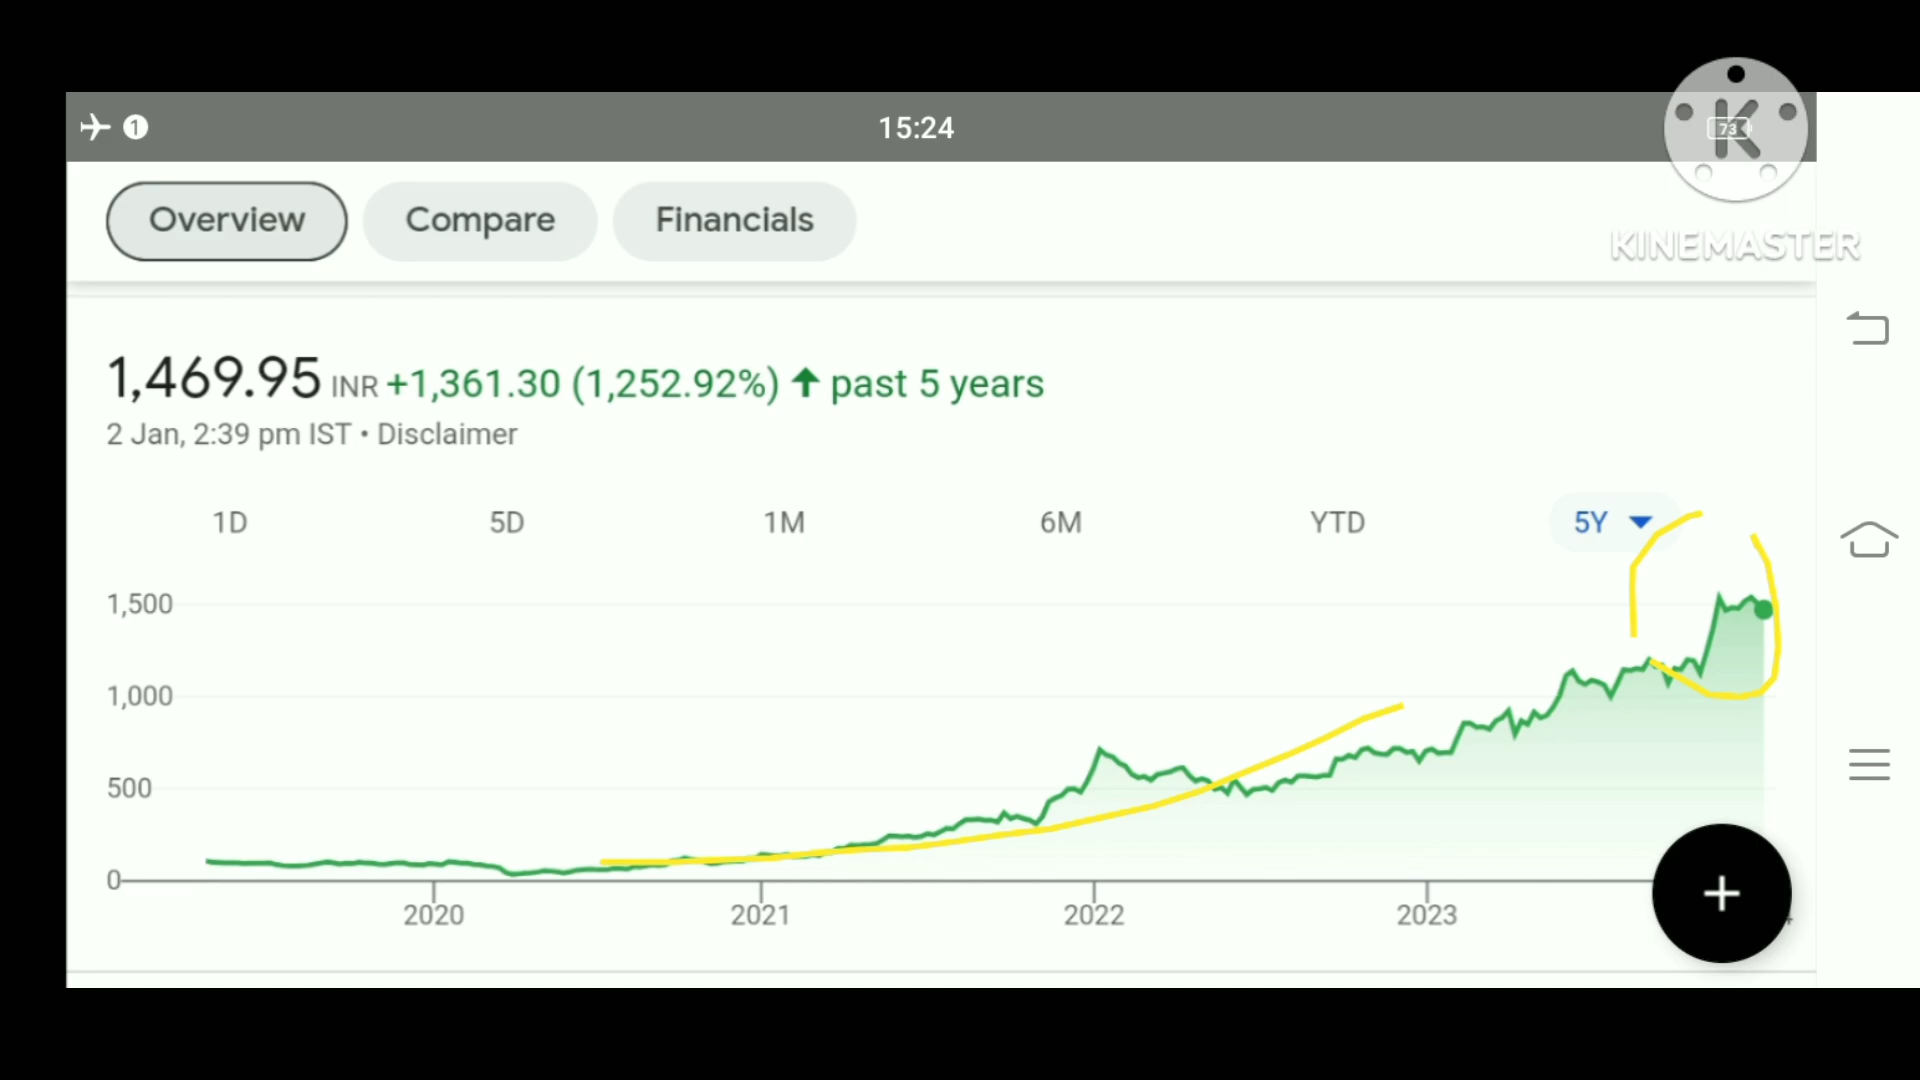 15:24
73
K
KINEMASTER
Overview Compare Financials
1,469.95 INR +1,361.30 (1,252.92%) ↑ past 5 years
2 Jan, 2:39 pm IST • Disclaimer
1D 5D 1M 6M YTD 5Y
1,500
1,000
500
0
2020 2021 2022 2023
+